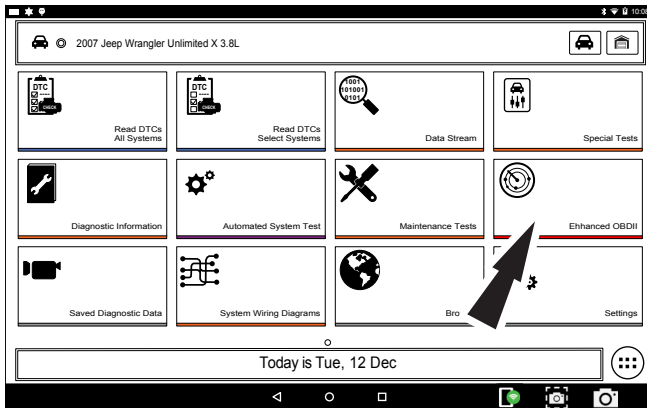 10:08
2007 Jeep Wrangler Unlimited X 3.8L
DTC
CHECK
Read DTCs
All Systems
DTC
CHECK
Read DTCs
Select Systems
1001
101001
0101
Data Stream
Special Tests
Diagnostic Information
Automated System Test
Maintenance Tests
Ehhanced OBDII
Saved Diagnostic Data
System Wiring Diagrams
Bro
Settings
Today is Tue, 12 Dec